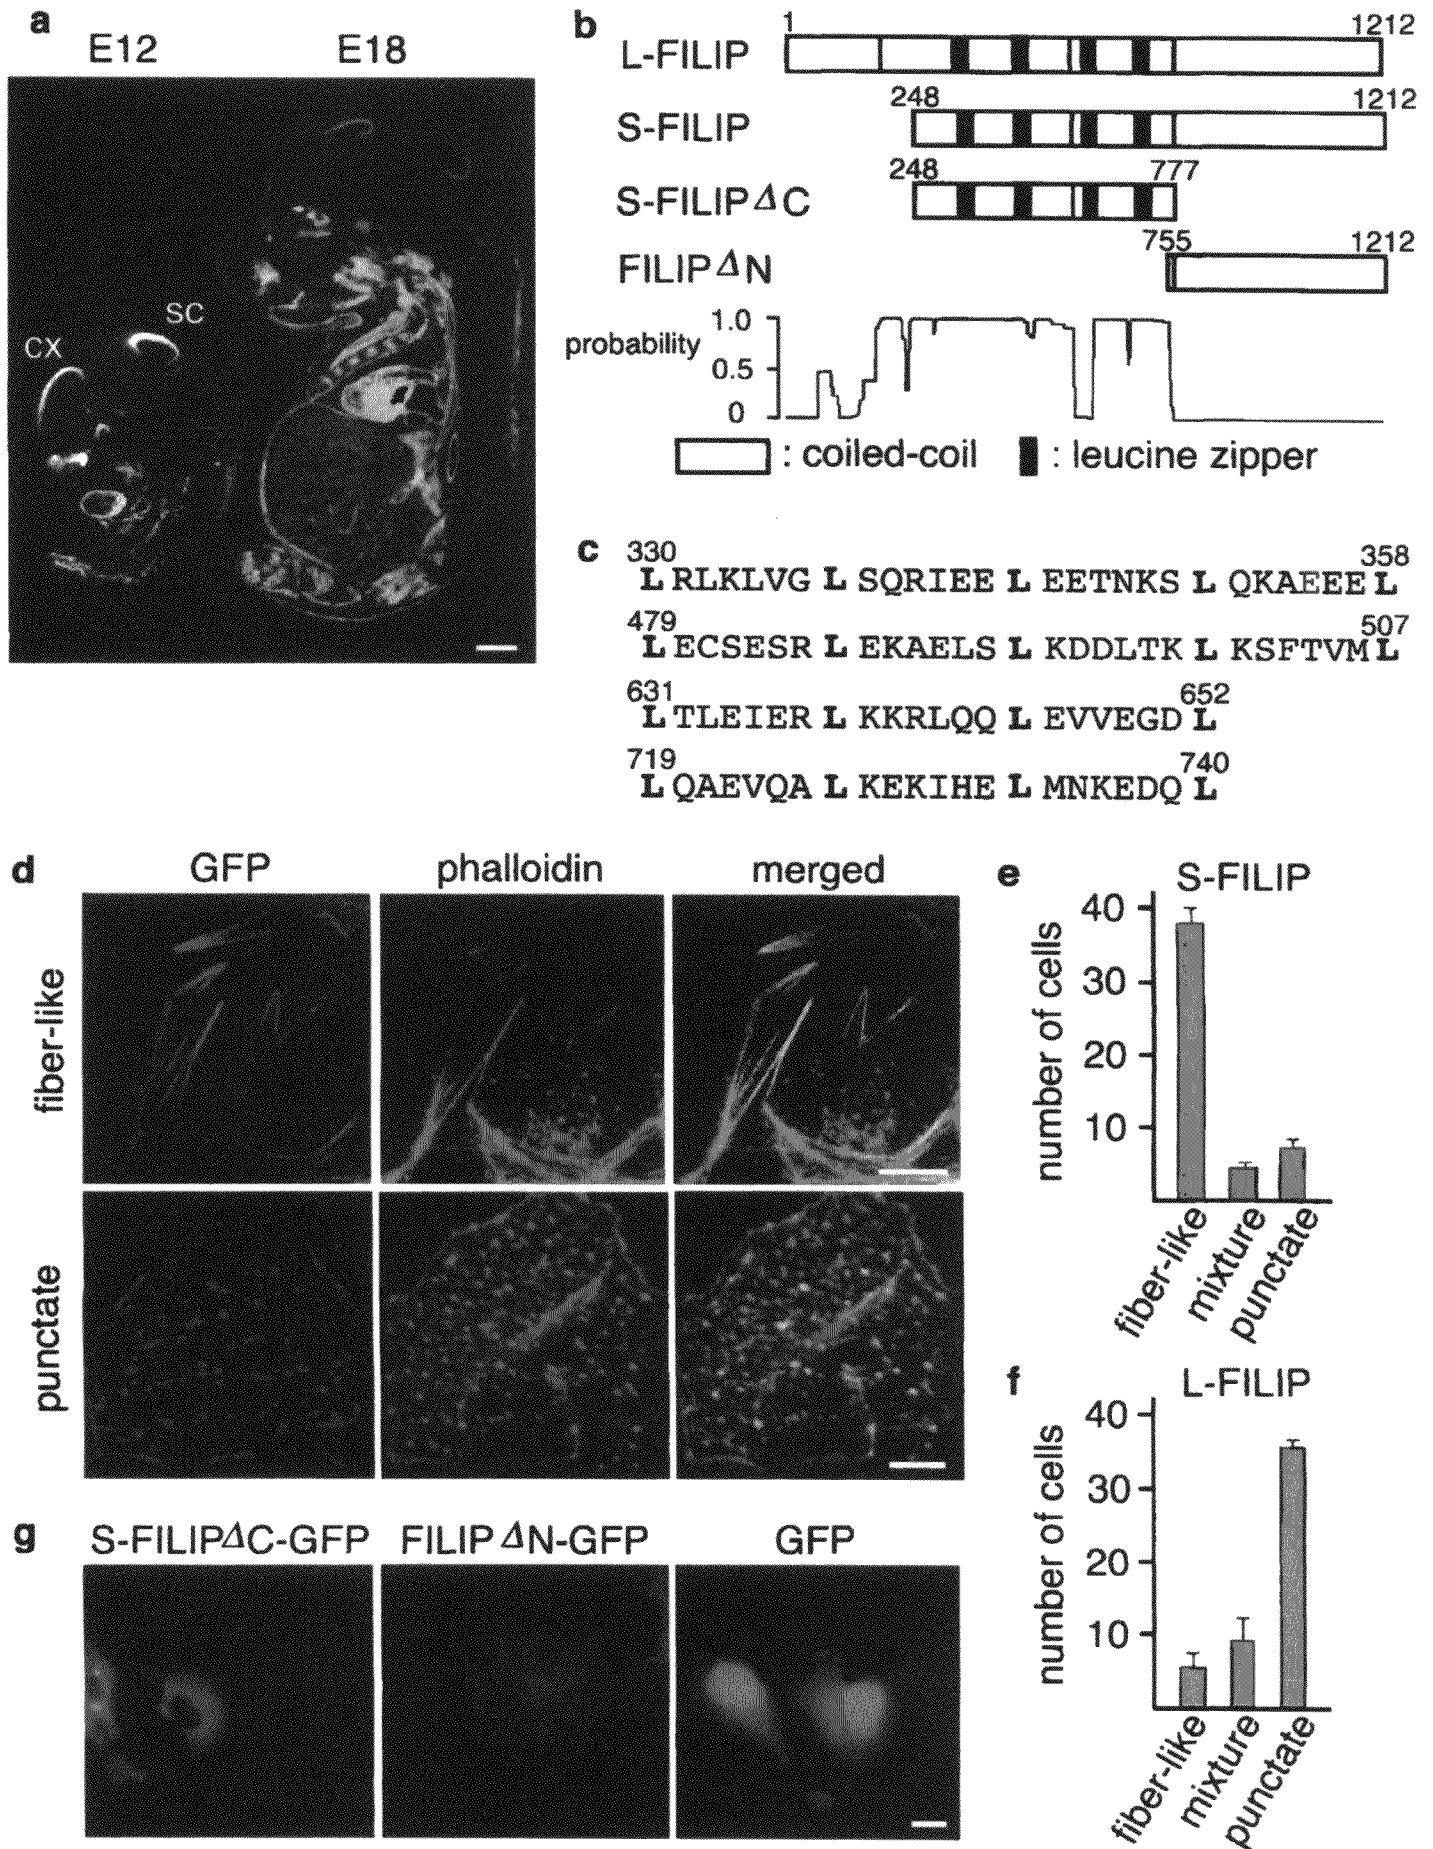 a
E12 E18
CX
SC
b
1 1212
L-FILIP
248 1212
S-FILIP
248 777
S-FILIPΔC
755 1212
FILIPΔN
probability
1.0
0.5
0
: coiled-coil : leucine zipper
c
330 358
L RLKLVG L SQRIEE L EETNKS L QKAEEE L
479 507
L ECSESR L EKAELS L KDDLTK L KSFTVM L
631 652
L TLEIER L KKRLQQ L EVVEGD L
719 740
L QAEVQA L KEKIHE L MNKEDQ L
d
GFP phalloidin merged
fiber-like
punctate
e
S-FILIP
number of cells
40
30
20
10
fiber-like
mixture
punctate
f
L-FILIP
number of cells
40
30
20
10
fiber-like
mixture
punctate
g
S-FILIPΔC-GFP FILIPΔN-GFP GFP